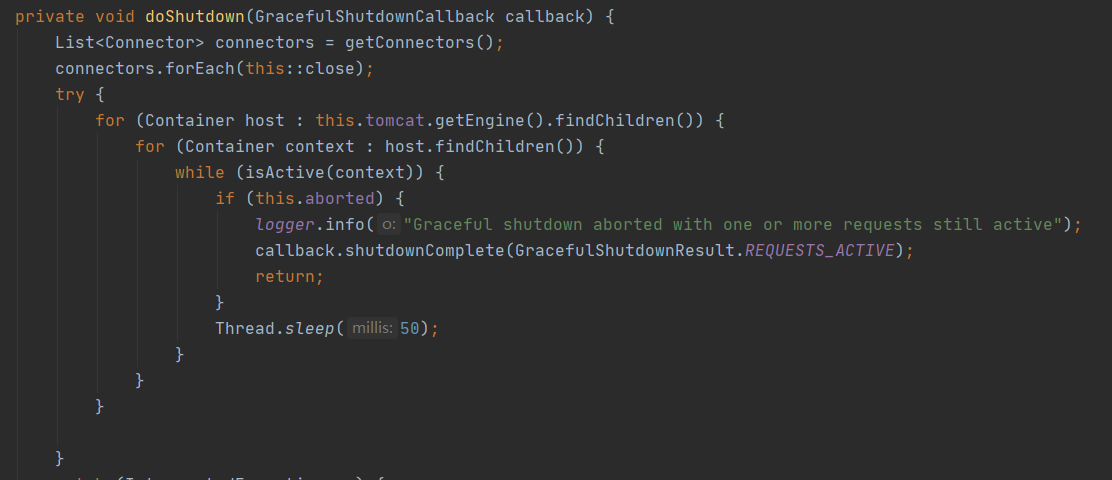 private void doShutdown(GracefulShutdownCallback callback) {
List<Connector> connectors = getConnectors();
connectors.forEach(this::close);
try {
for (Container host : this.tomcat.getEngine().findChildren()) {
for (Container context : host.findChildren()) {
while (isActive(context)) {
if (this.aborted) {
logger.info( o: "Graceful shutdown aborted with one or more requests still active");
callback.shutdownComplete(GracefulShutdownResult.REQUESTS_ACTIVE);
return;
}
Thread.sleep( millis: 50);
}
}
}
}